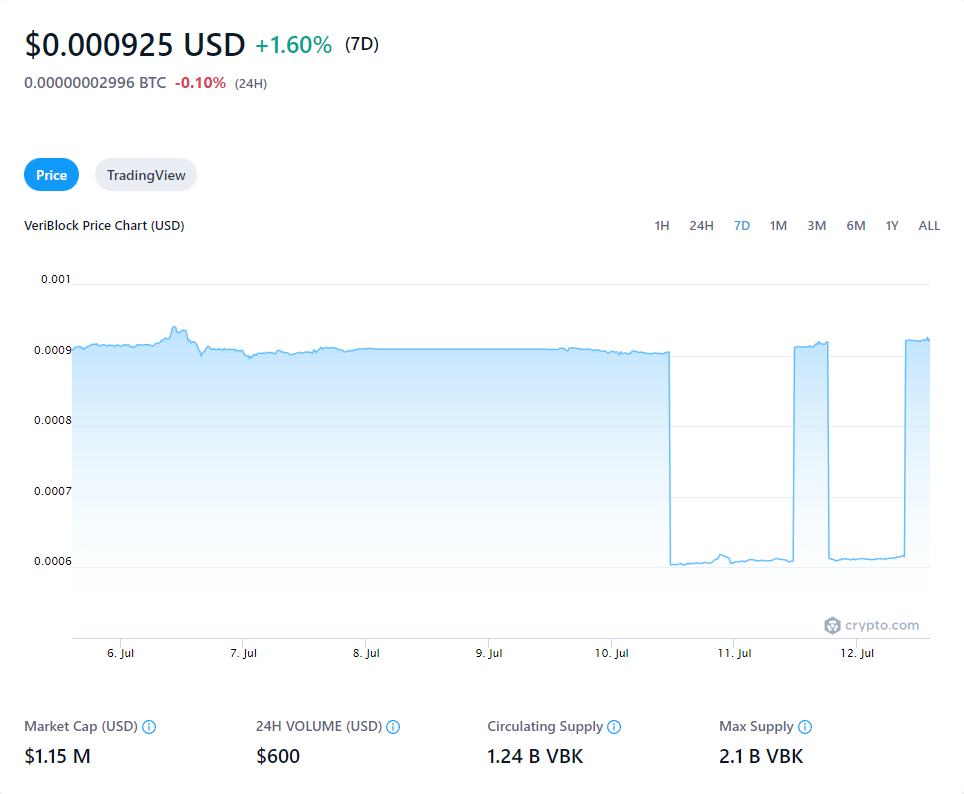 $0.000925 USD +1.60% (7D)
0.00000002996 BTC -0.10% (24H)
Price TradingView
VeriBlock Price Chart (USD) 1H 24H 7D 1M 3M 6M 1Y ALL
0.001
0.0009
0.0008
0.0007
0.0006
crypto.com
6. Jul 7. Jul 8. Jul 9. Jul 10. Jul 11. Jul 12. Jul
Market Cap (USD) 24H VOLUME (USD) Circulating Supply Max Supply
$1.15 M $600 1.24 B VBK 2.1 B VBK